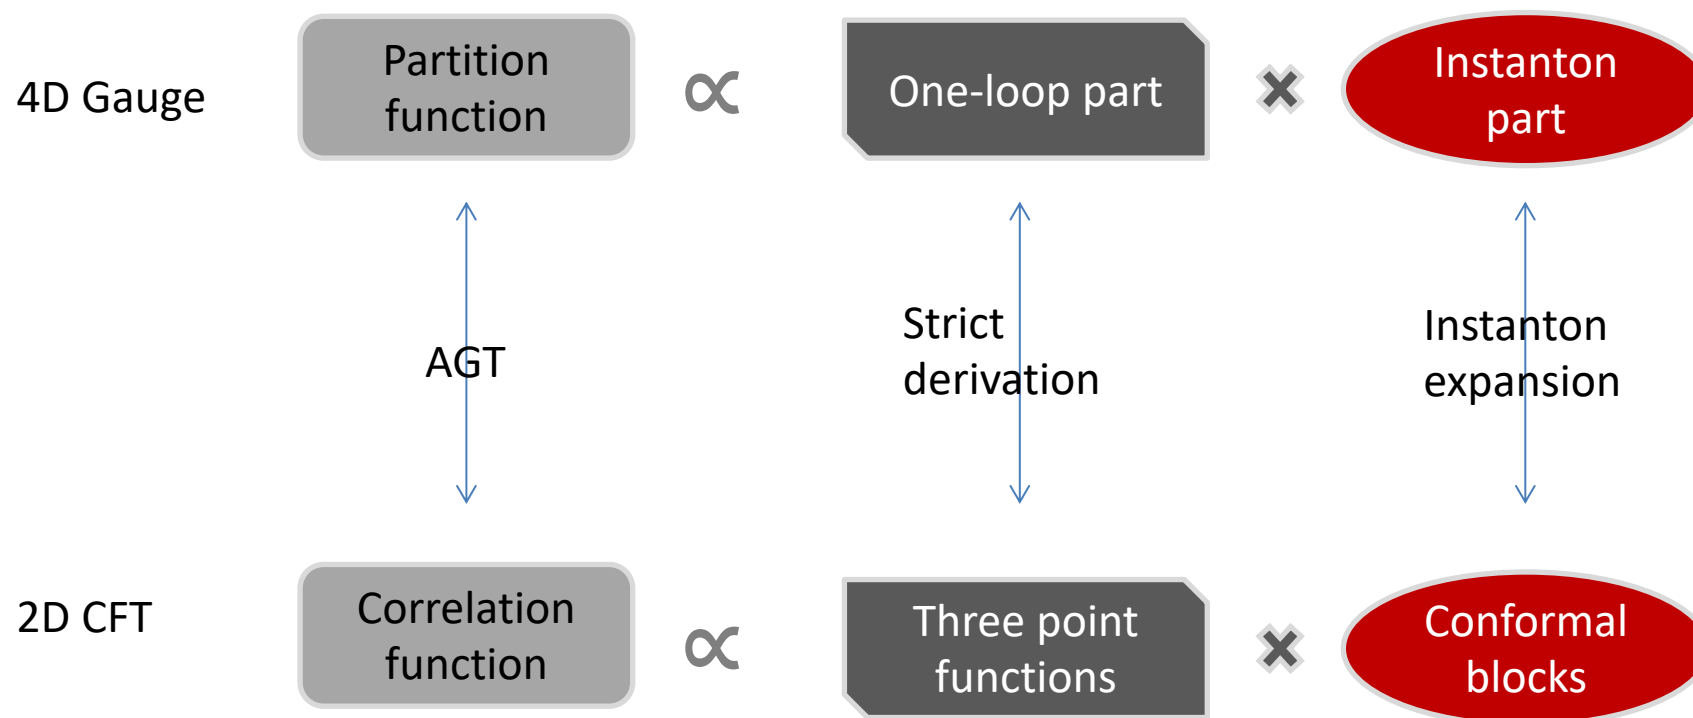 4D Gauge
Partition
function
∝
One-loop part
×
Instanton
part
AGT
Strict
derivation
Instanton
expansion
2D CFT
Correlation
function
∝
Three point
functions
×
Conformal
blocks